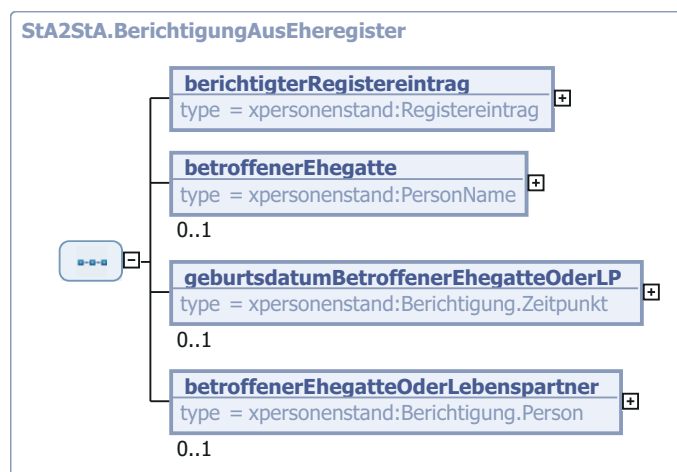 StA2StA.BerichtigungAusEheregister
berichtigterRegistereintrag
type = xpersonenstand:Registereintrag
betroffenerEhegatte
type = xpersonenstand:PersonName
0..1
geburtsdatumBetroffenerEhegatteOderLP
type = xpersonenstand:Berichtigung.Zeitpunkt
0..1
betroffenerEhegatteOderLebenspartner
type = xpersonenstand:Berichtigung.Person
0..1